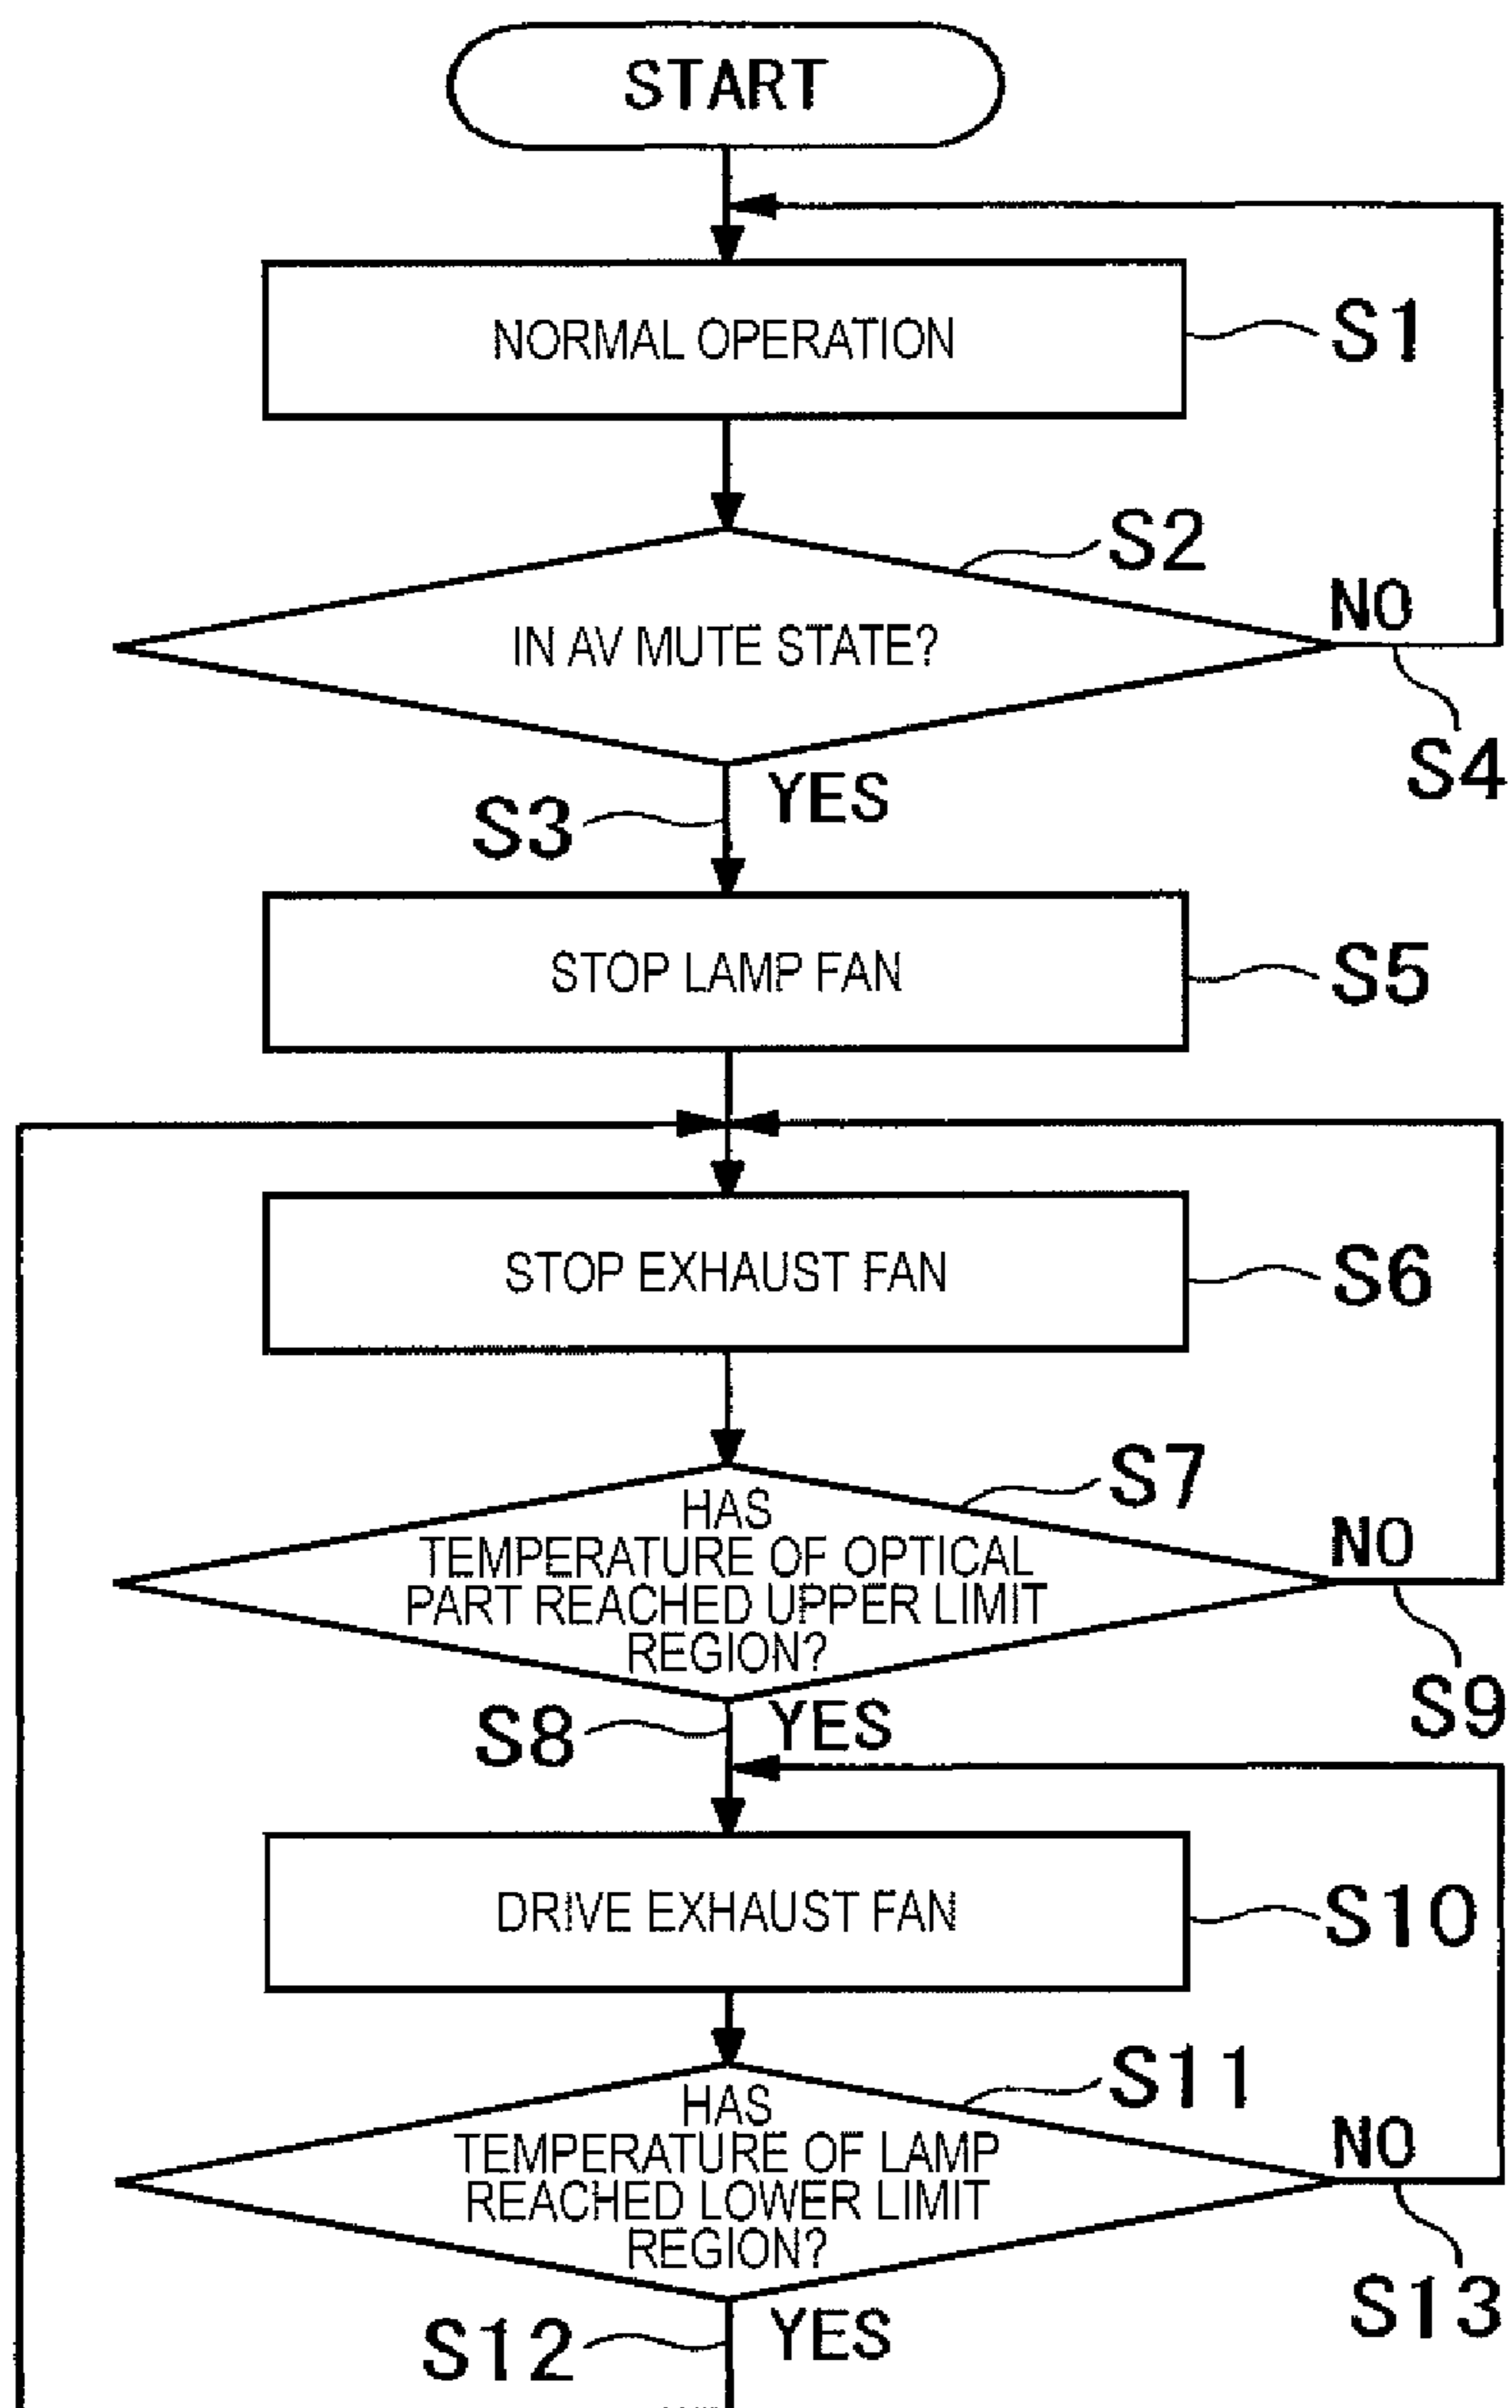 START
NORMAL OPERATION
S1
S2
IN AV MUTE STATE?
NO
S4
YES
S3
STOP LAMP FAN
S5
STOP EXHAUST FAN
S6
S7
HAS
TEMPERATURE OF OPTICAL
PART REACHED UPPER LIMIT
REGION?
NO
S9
S8
YES
DRIVE EXHAUST FAN
S10
S11
HAS
TEMPERATURE OF LAMP
REACHED LOWER LIMIT
REGION?
NO
S13
S12
YES